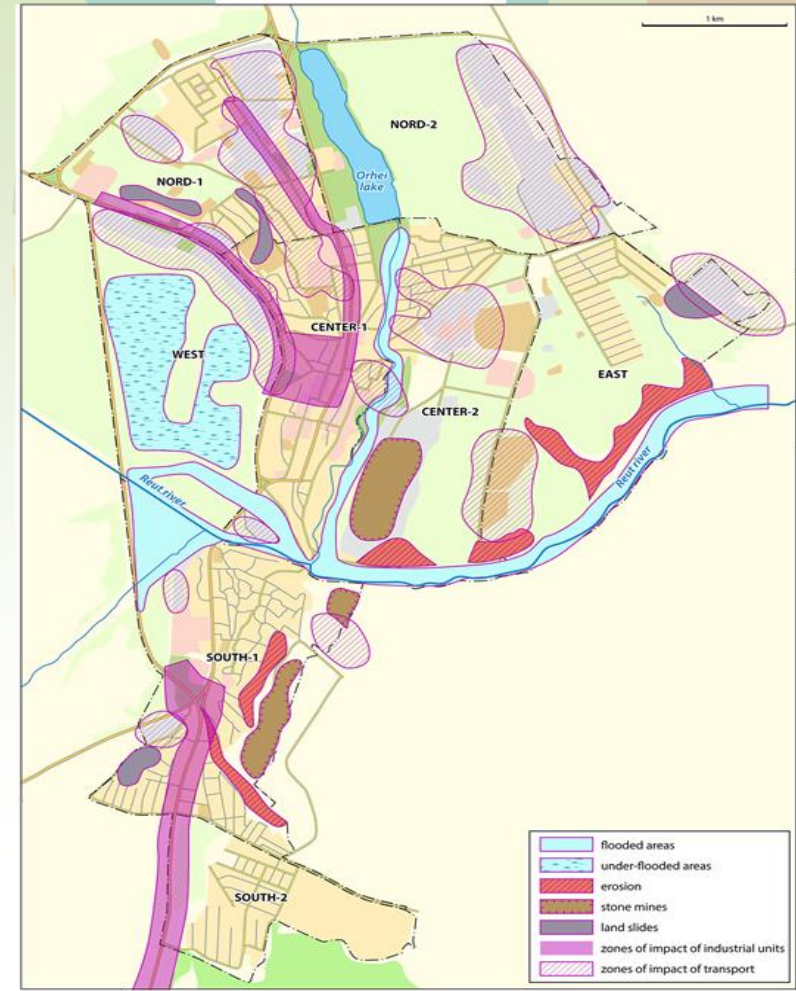 1 km
NORD-2
Orhei
lake
NORD-1
CENTER-1
WEST
EAST
CENTER-2
Reut river
Reut river
SOUTH-1
SOUTH-2
flooded areas
under-flooded areas
erosion
stone mines
land slides
zones of impact of industrial units
zones of impact of transport